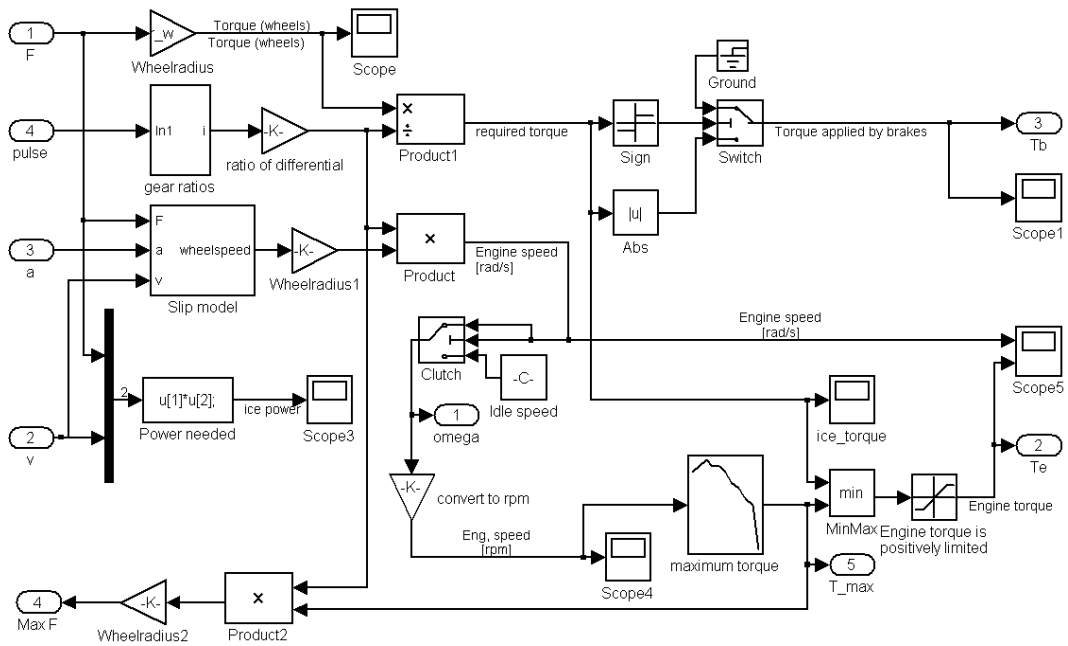 1
F
r_w
Wheelradius
Torque (wheels)
Torque (wheels)
Scope
4
pulse
In1
i
gear ratios
-K-
ratio of differential
×
÷
Product1
required torque
Sign
Ground
Switch
Torque applied by brakes
3
Tb
Scope1
|u|
Abs
3
a
F
a
v
wheelspeed
Slip model
-K-
Wheelradius1
×
Product
Engine speed
[rad/s]
Engine speed
[rad/s]
Scope5
Clutch
-C-
Idle speed
1
omega
2
v
2
u[1]*u[2];
Power needed
ice power
Scope3
ice_torque
-K-
convert to rpm
Eng, speed
[rpm]
Scope4
maximum torque
min
MinMax
Engine torque is
positively limited
Engine torque
2
Te
5
T_max
×
Product2
-K-
Wheelradius2
4
Max F